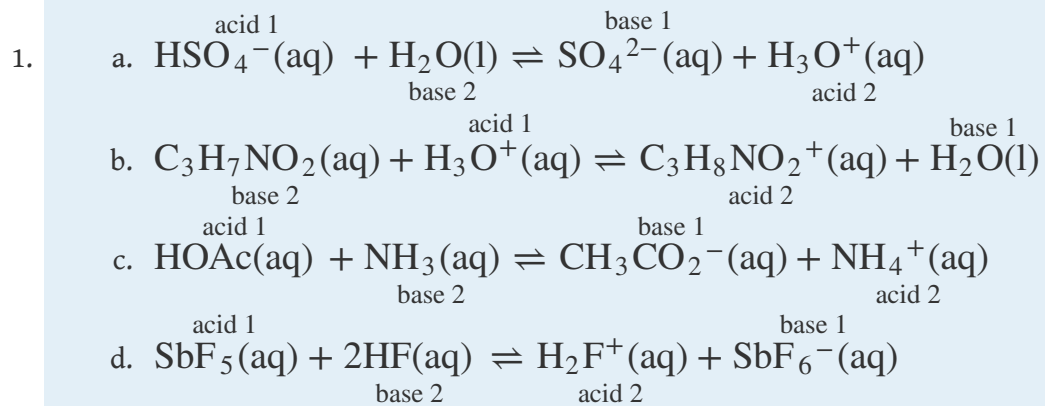 acid 1 base 1
1. a. HSO₄⁻(aq) + H₂O(l) ⇌ SO₄²⁻(aq) + H₃O⁺(aq)
base 2 acid 2
acid 1 base 1
b. C₃H₇NO₂(aq) + H₃O⁺(aq) ⇌ C₃H₈NO₂⁺(aq) + H₂O(l)
base 2 acid 2
acid 1 base 1
c. HOAc(aq) + NH₃(aq) ⇌ CH₃CO₂⁻(aq) + NH₄⁺(aq)
base 2 acid 2
acid 1 base 1
d. SbF₅(aq) + 2HF(aq) ⇌ H₂F⁺(aq) + SbF₆⁻(aq)
base 2 acid 2